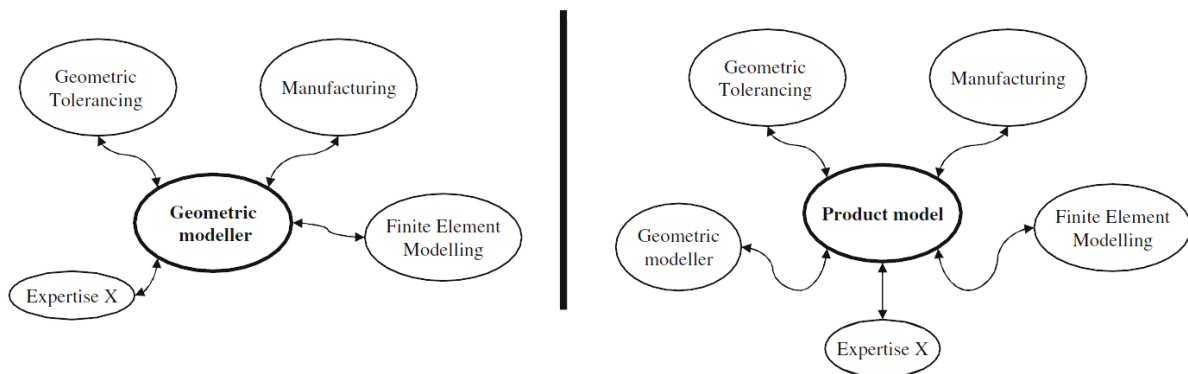 Geometric
Tolerancing
Manufacturing
Geometric
modeller
Finite Element
Modelling
Expertise X
Geometric
Tolerancing
Manufacturing
Product model
Geometric
modeller
Finite Element
Modelling
Expertise X